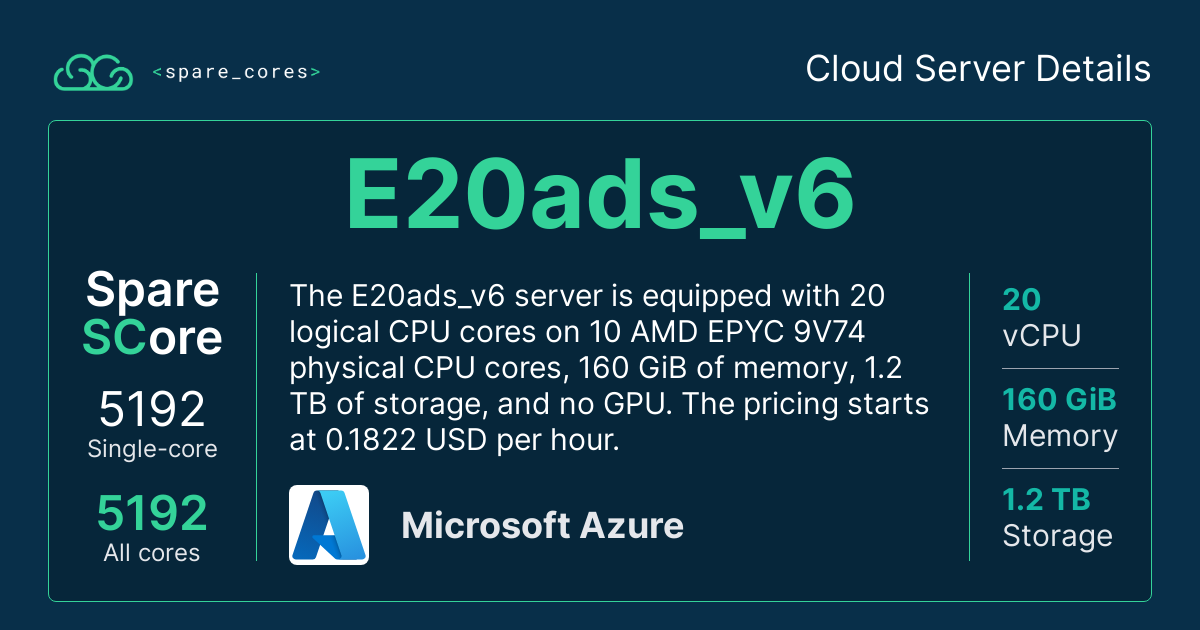 <spare_cores>
Cloud Server Details
E20ads_v6
Spare
SCore
5192
Single-core
5192
All cores
The E20ads_v6 server is equipped with 20
logical CPU cores on 10 AMD EPYC 9V74
physical CPU cores, 160 GiB of memory, 1.2
TB of storage, and no GPU. The pricing starts
at 0.1822 USD per hour.
Microsoft Azure
20
vCPU
160 GiB
Memory
1.2 TB
Storage